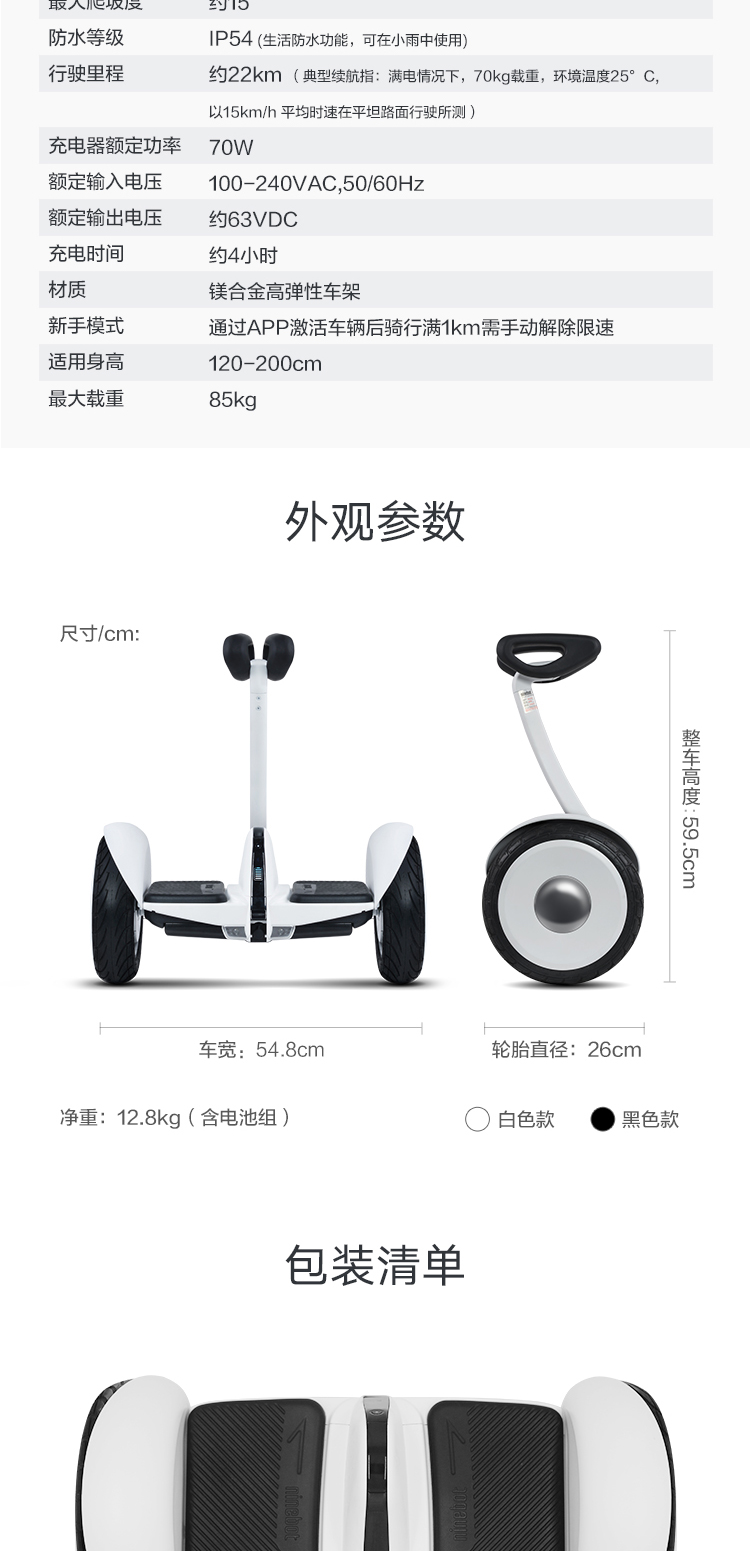 最大爬坡度 约15°
防水等级 IP54 (生活防水功能，可在小雨中使用)
行驶里程 约22km （ 典型续航指：满电情况下，70kg载重，环境温度25°C，
以15km/h 平均时速在平坦路面行驶所测 ）
充电器额定功率 70W
额定输入电压 100-240VAC,50/60Hz
额定输出电压 约63VDC
充电时间 约4小时
材质 镁合金高弹性车架
新手模式 通过APP激活车辆后骑行满1km需手动解除限速
适用身高 120-200cm
最大载重 85kg
外观参数
尺寸/cm:
整车高度:59.5cm
车宽：54.8cm
轮胎直径：26cm
净重：12.8kg（ 含电池组 ）
白色款
黑色款
包装清单
ninebot
ninebot